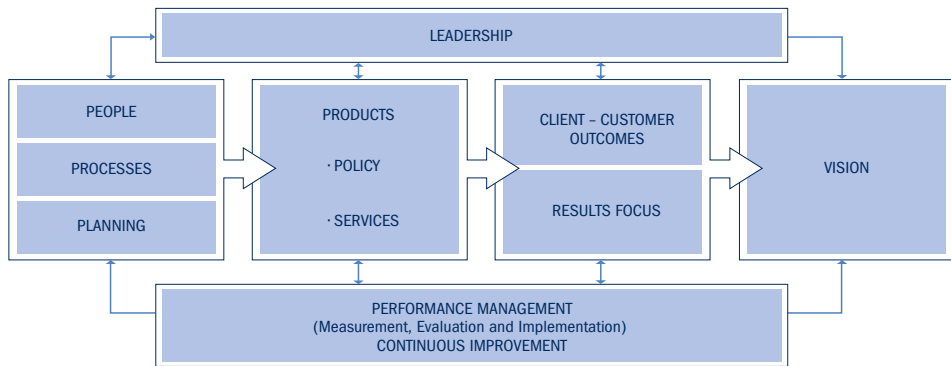 LEADERSHIP
PEOPLE
PROCESSES
PLANNING
PRODUCTS
· POLICY
· SERVICES
CLIENT – CUSTOMER
OUTCOMES
RESULTS FOCUS
VISION
PERFORMANCE MANAGEMENT
(Measurement, Evaluation and Implementation)
CONTINUOUS IMPROVEMENT